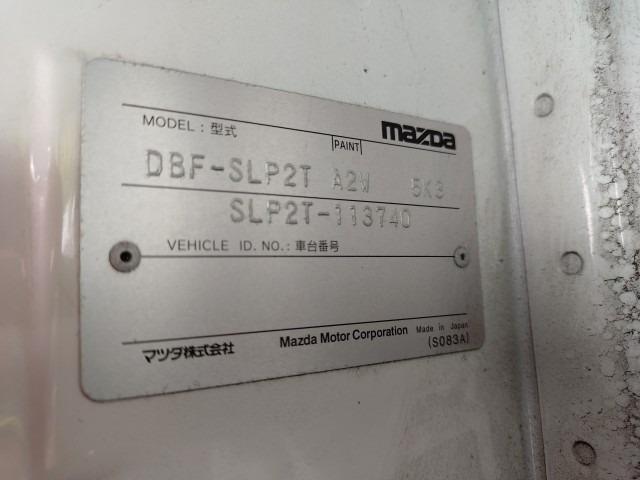 mazda
MODEL : 型式
PAINT
DBF-SLP2T A2W 5K3
SLP2T-113740
VEHICLE ID. NO. : 車台番号
マツダ株式会社 Mazda Motor Corporation Made in Japan
(S083A)